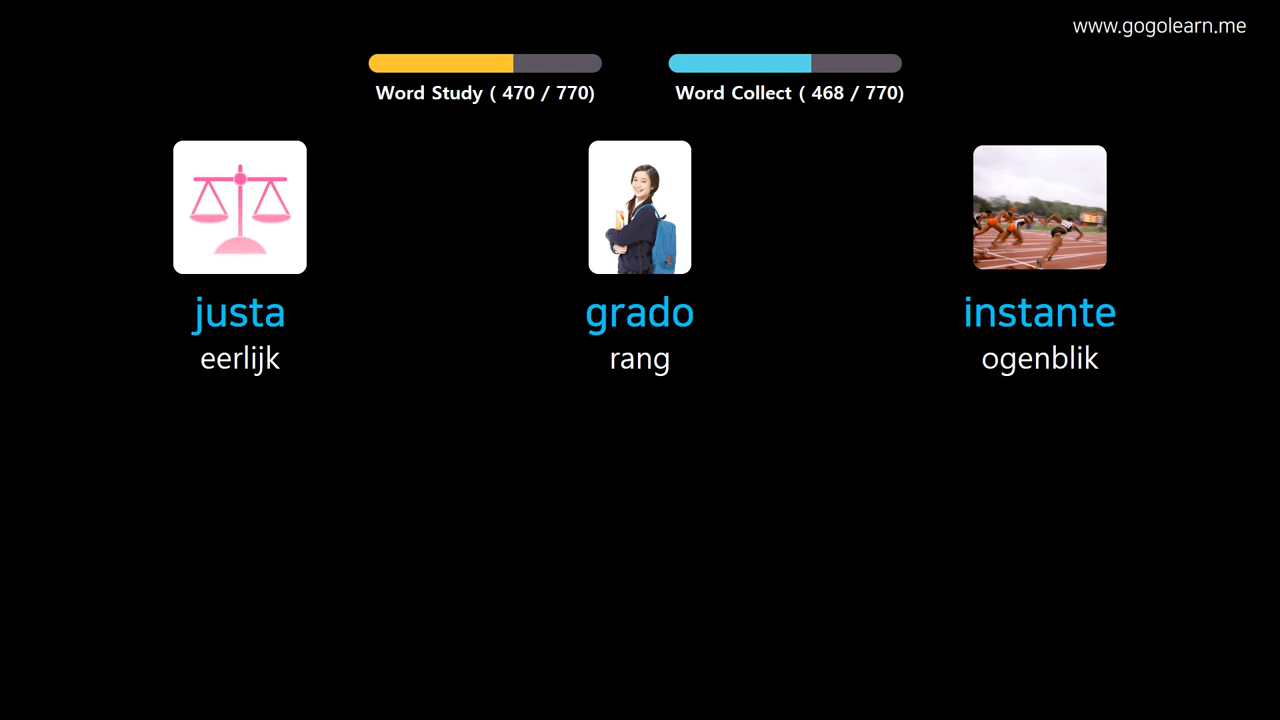 www.gogolearn.me
Word Study ( 470 / 770)
Word Collect ( 468 / 770)
justa
grado
instante
eerlijk
rang
ogenblik